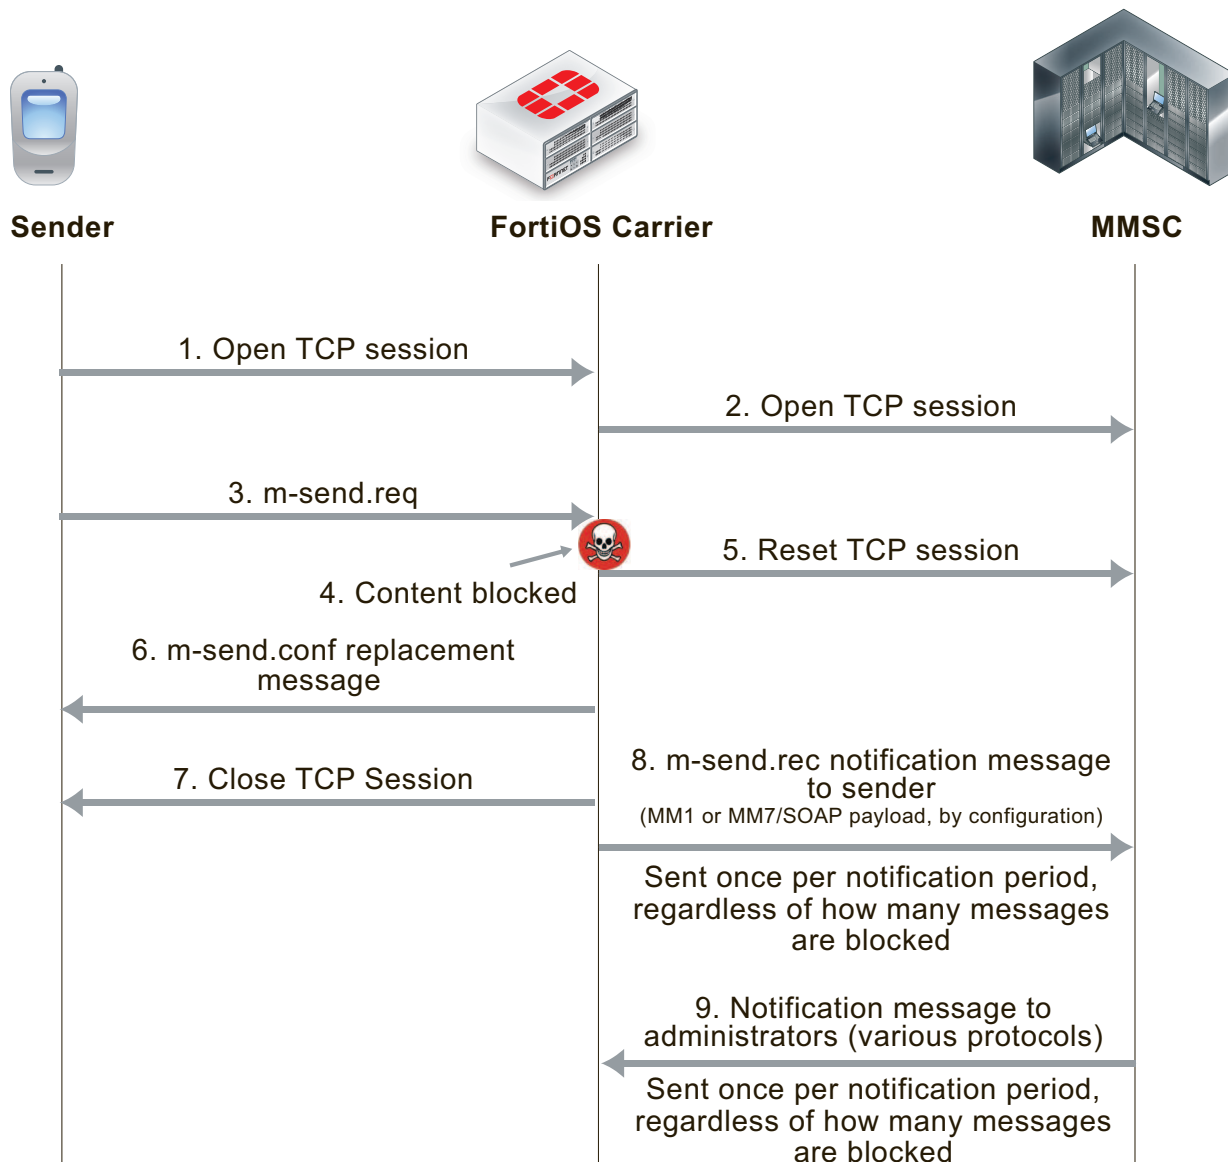 Sender
FortiOS Carrier
MMSC
1. Open TCP session
2. Open TCP session
3. m-send.req
4. Content blocked
5. Reset TCP session
6. m-send.conf replacement
message
7. Close TCP Session
8. m-send.rec notification message
to sender
(MM1 or MM7/SOAP payload, by configuration)
Sent once per notification period,
regardless of how many messages
are blocked
9. Notification message to
administrators (various protocols)
Sent once per notification period,
regardless of how many messages
are blocked